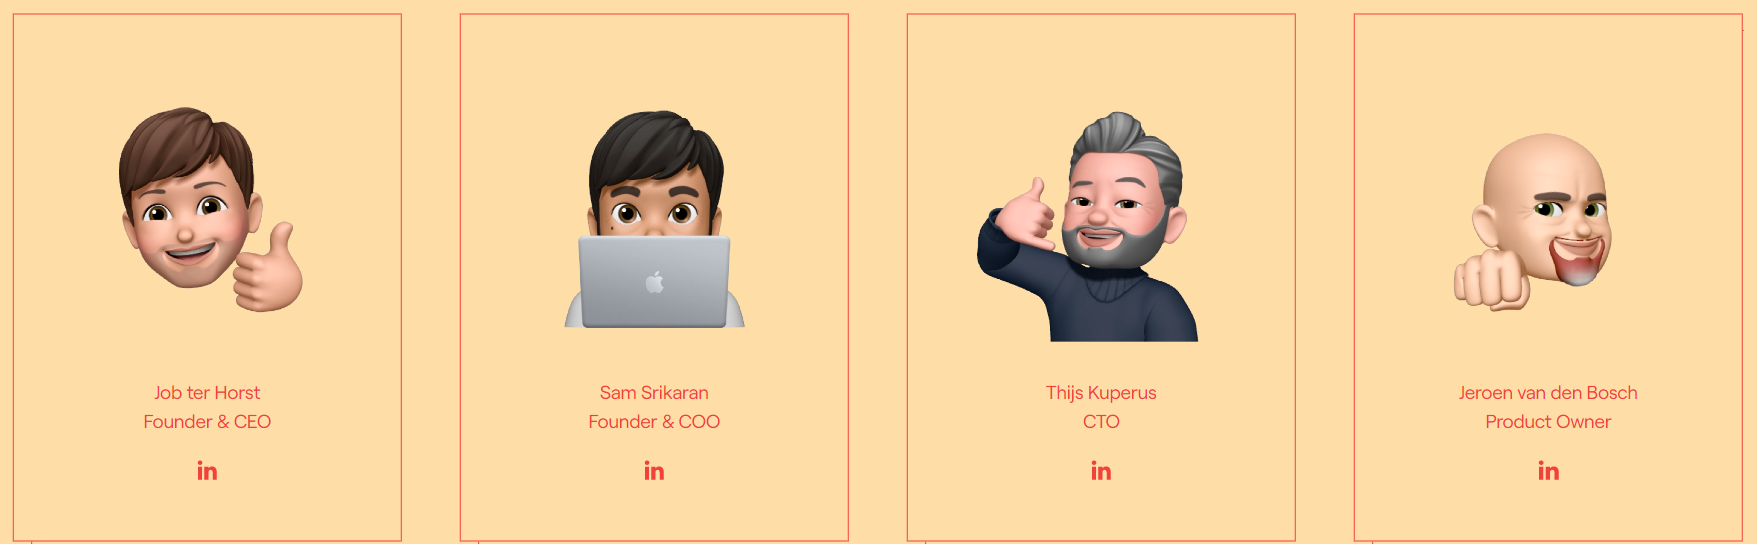 Job ter Horst
Founder & CEO
in
Sam Srikaran
Founder & COO
in
Thijs Kuperus
CTO
in
Jeroen van den Bosch
Product Owner
in